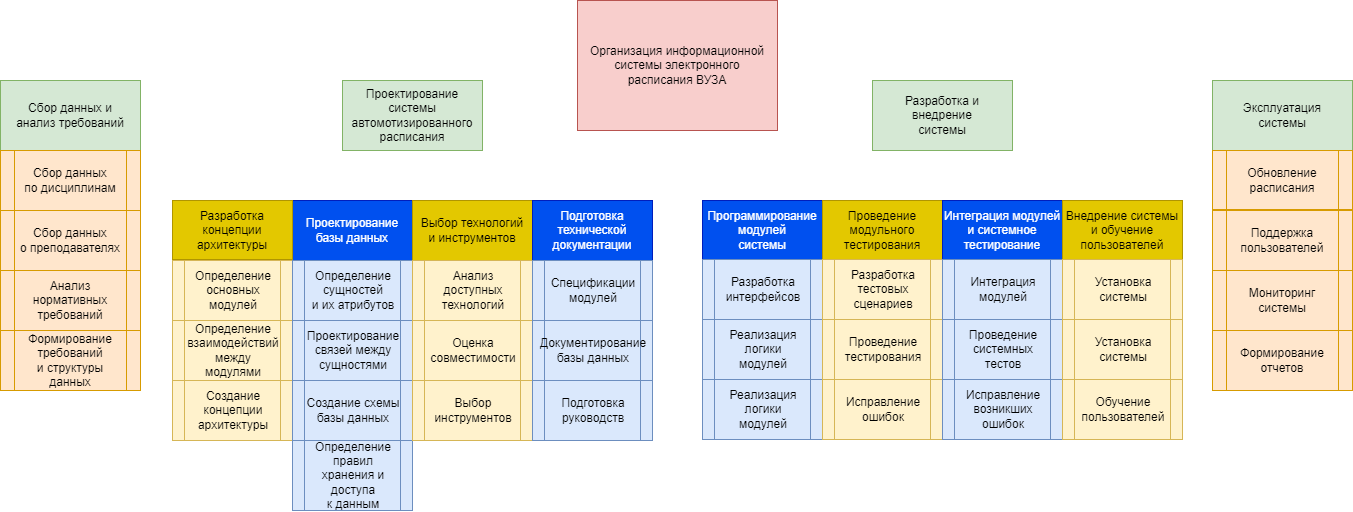 Организация информационной
системы электронного
расписания ВУЗА
Сбор данных и
анализ требований
Сбор данных
по дисциплинам
Сбор данных
о преподавателях
Анализ
нормативных
требований
Формирование
требований
и структуры
данных
Проектирование
системы
автомотизированного
расписания
Разработка
концепции
архитектуры
Определение
основных
модулей
Определение
взаимодействий
между
модулями
Создание
концепции
архитектуры
Проектирование
базы данных
Определение
сущностей
и их атрибутов
Проектирование
связей между
сущностями
Создание схемы
базы данных
Определение
правил
хранения и
доступа
к данным
Выбор технологий
и инструментов
Анализ
доступных
технологий
Оценка
совместимости
Выбор
инструментов
Подготовка
технической
документации
Спецификации
модулей
Документирование
базы данных
Подготовка
руководств
Разработка и
внедрение
системы
Программирование
модулей
системы
Разработка
интерфейсов
Реализация
логики
модулей
Реализация
логики
модулей
Проведение
модульного
тестирования
Разработка
тестовых
сценариев
Проведение
тестирования
Исправление
ошибок
Интеграция модулей
и системное
тестирование
Интеграция
модулей
Проведение
системных
тестов
Исправление
возникших
ошибок
Внедрение системы
и обучение
пользователей
Установка
системы
Установка
системы
Обучение
пользователей
Эксплуатация
системы
Обновление
расписания
Поддержка
пользователей
Мониторинг
системы
Формирование
отчетов